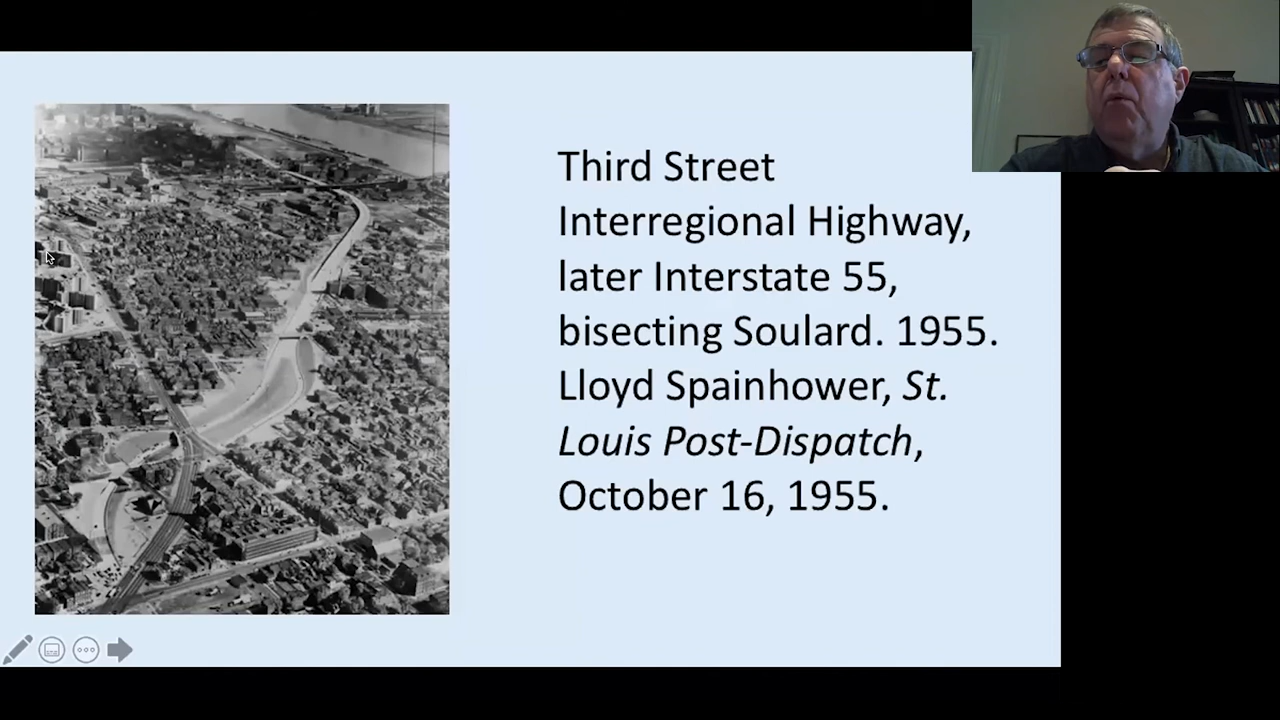 Third Street
Interregional Highway,
later Interstate 55,
bisecting Soulard. 1955.
Lloyd Spainhower, St.
Louis Post-Dispatch,
October 16, 1955.